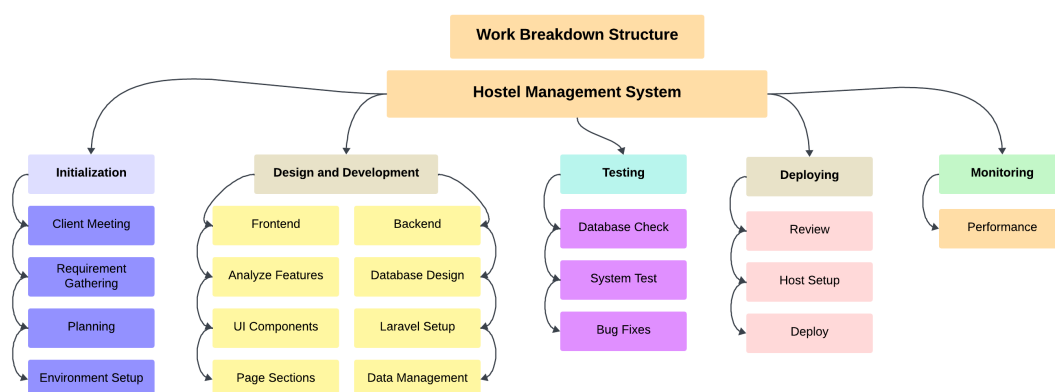 Work Breakdown Structure
Hostel Management System
Initialization
Client Meeting
Requirement
Gathering
Planning
Environment Setup
Design and Development
Frontend
Analyze Features
UI Components
Page Sections
Backend
Database Design
Laravel Setup
Data Management
Testing
Database Check
System Test
Bug Fixes
Deploying
Review
Host Setup
Deploy
Monitoring
Performance